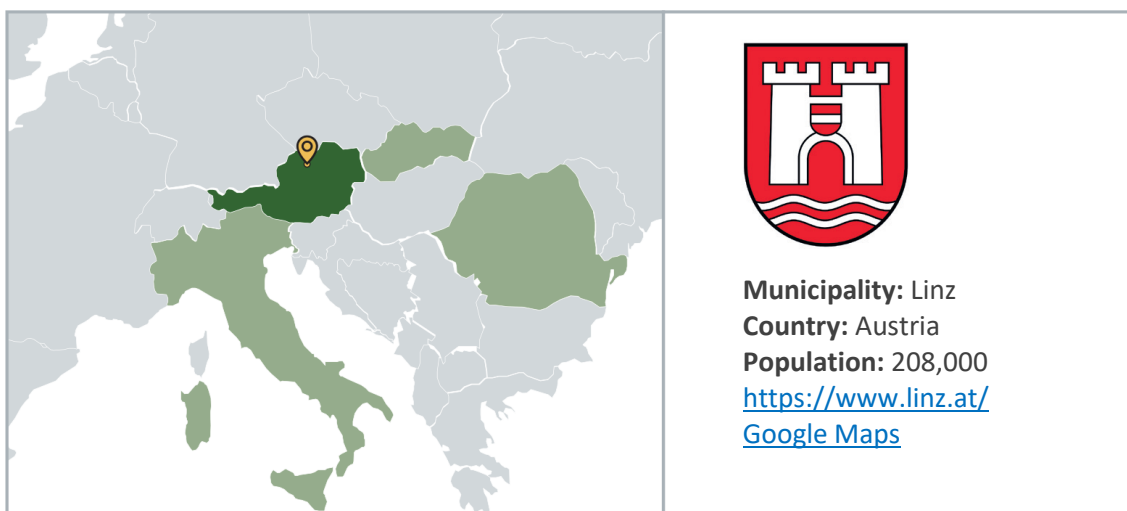 Municipality: Linz
Country: Austria
Population: 208,000
https://www.linz.at/
Google Maps